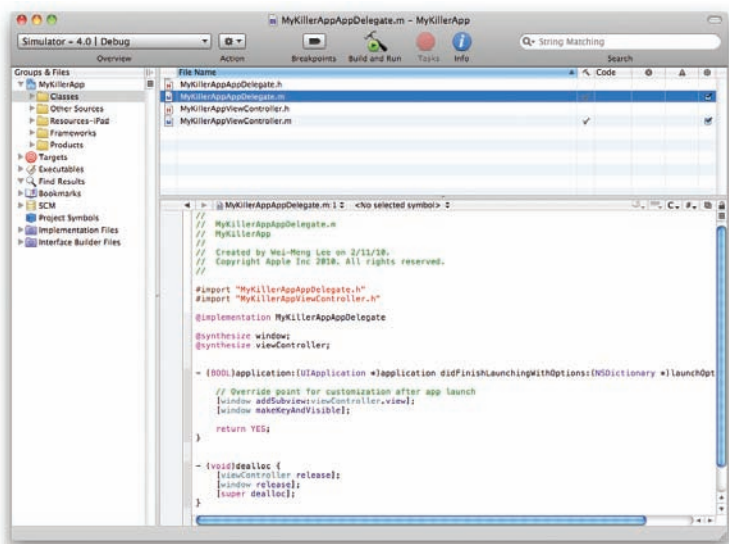 MyKillerAppAppDelegate.m – MyKillerApp
Simulator - 4.0 | Debug
String Matching
Overview
Action
Breakpoints
Build and Run
Tasks
Info
Search
Groups & Files
MyKillerApp
Classes
Other Sources
Resources-iPad
Frameworks
Products
Targets
Executables
Find Results
Bookmarks
SCM
Project Symbols
Implementation Files
Interface Builder Files
File Name
Code
MyKillerAppAppDelegate.h
MyKillerAppAppDelegate.m
MyKillerAppViewController.h
MyKillerAppViewController.m
MyKillerAppAppDelegate.m:1
<No selected symbol>
C
#
//
// MyKillerAppAppDelegate.m
// MyKillerApp
//
// Created by Wei-Meng Lee on 2/11/10.
// Copyright Apple Inc 2010. All rights reserved.
//
#import "MyKillerAppAppDelegate.h"
#import "MyKillerAppViewController.h"
@implementation MyKillerAppAppDelegate
@synthesize window;
@synthesize viewController;
- (BOOL)application:(UIApplication *)application didFinishLaunchingWithOptions:(NSDictionary *)launchOpt
// Override point for customization after app launch
[window addSubview:viewController.view];
[window makeKeyAndVisible];
return YES;
}
- (void)dealloc {
[viewController release];
[window release];
[super dealloc];
}